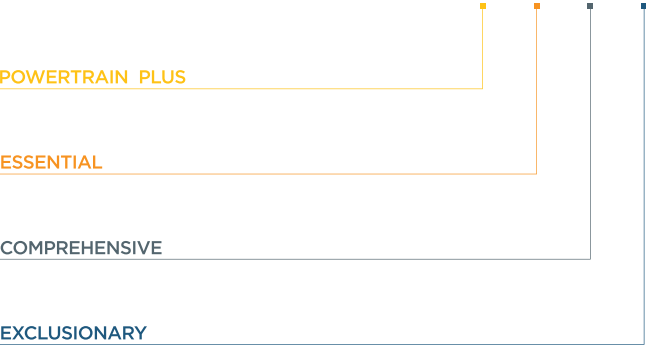 POWERTRAIN PLUS
ESSENTIAL
COMPREHENSIVE
EXCLUSIONARY